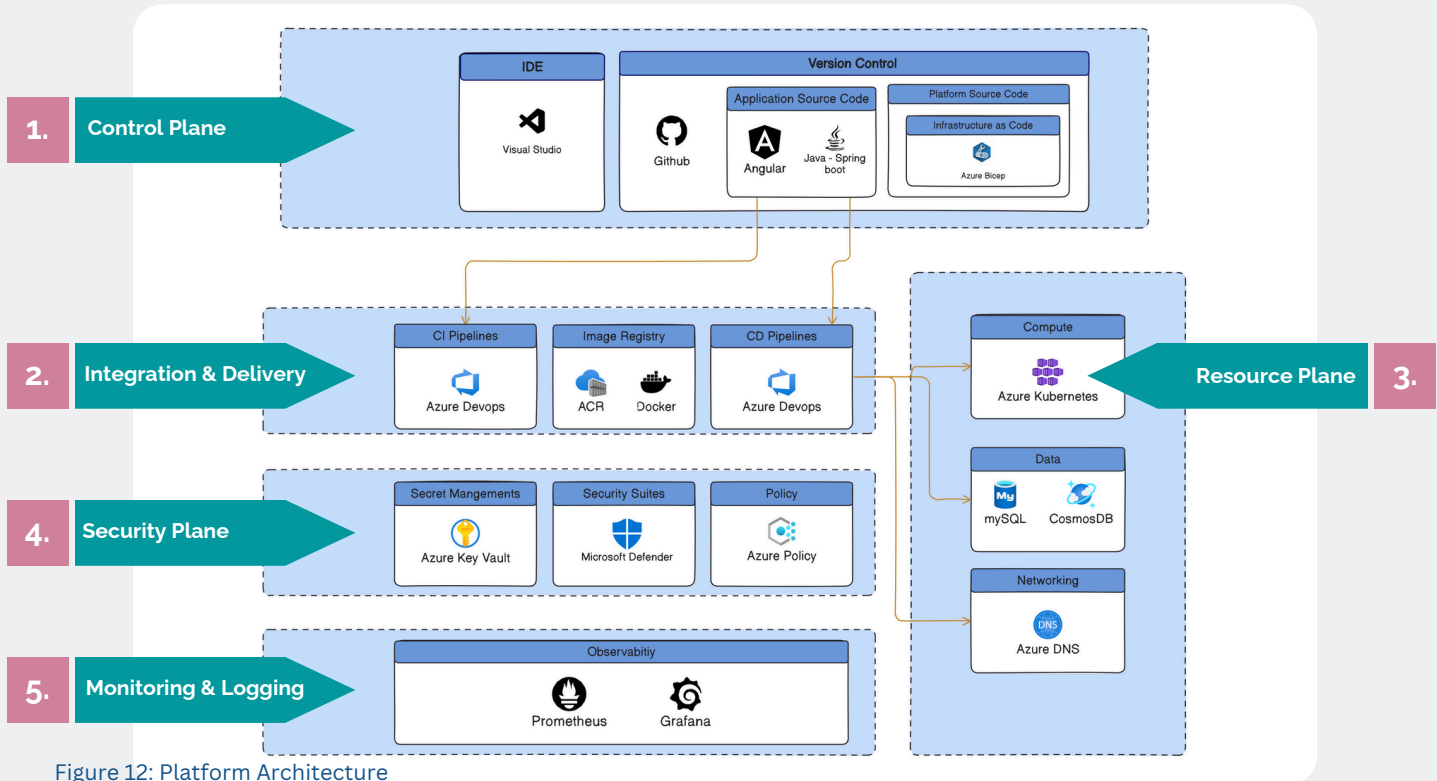 1.
Control Plane
IDE
Visual Studio
Version Control
Github
Application Source Code
Angular
Java - Spring
boot
Platform Source Code
Infrastructure as Code
Azure Bicep
2.
Integration & Delivery
CI Pipelines
Azure Devops
Image Registry
ACR
Docker
CD Pipelines
Azure Devops
Resource Plane
3.
Compute
Azure Kubernetes
Data
My
mySQL
CosmosDB
Networking
DNS
Azure DNS
4.
Security Plane
Secret Mangements
Azure Key Vault
Security Suites
Microsoft Defender
Policy
Azure Policy
5.
Monitoring & Logging
Observabitiy
Prometheus
Grafana
Figure 12: Platform Architecture